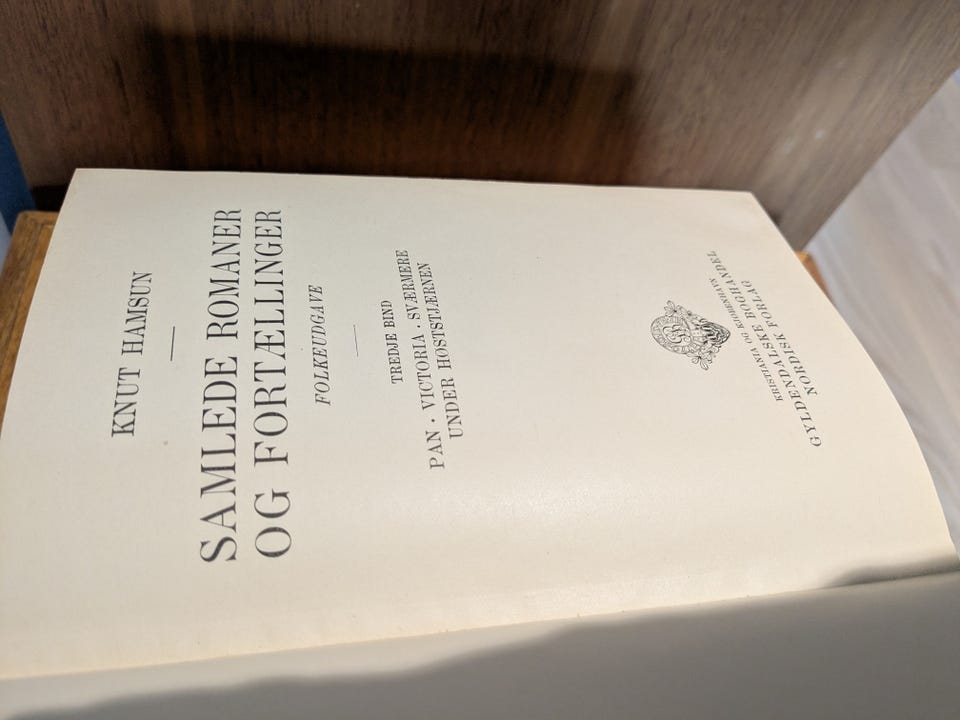 KNUT HAMSUN
SAMLEDE ROMANER
OG FORTÆLLINGER
FOLKEUDGAVE
TREDJE BIND
PAN · VICTORIA · SVÆRMERE
UNDER HØSTSTJÆRNEN
KRISTIANIA OG KJØBENHAVN
GYLDENDALSKE BOGHANDEL
NORDISK FORLAG